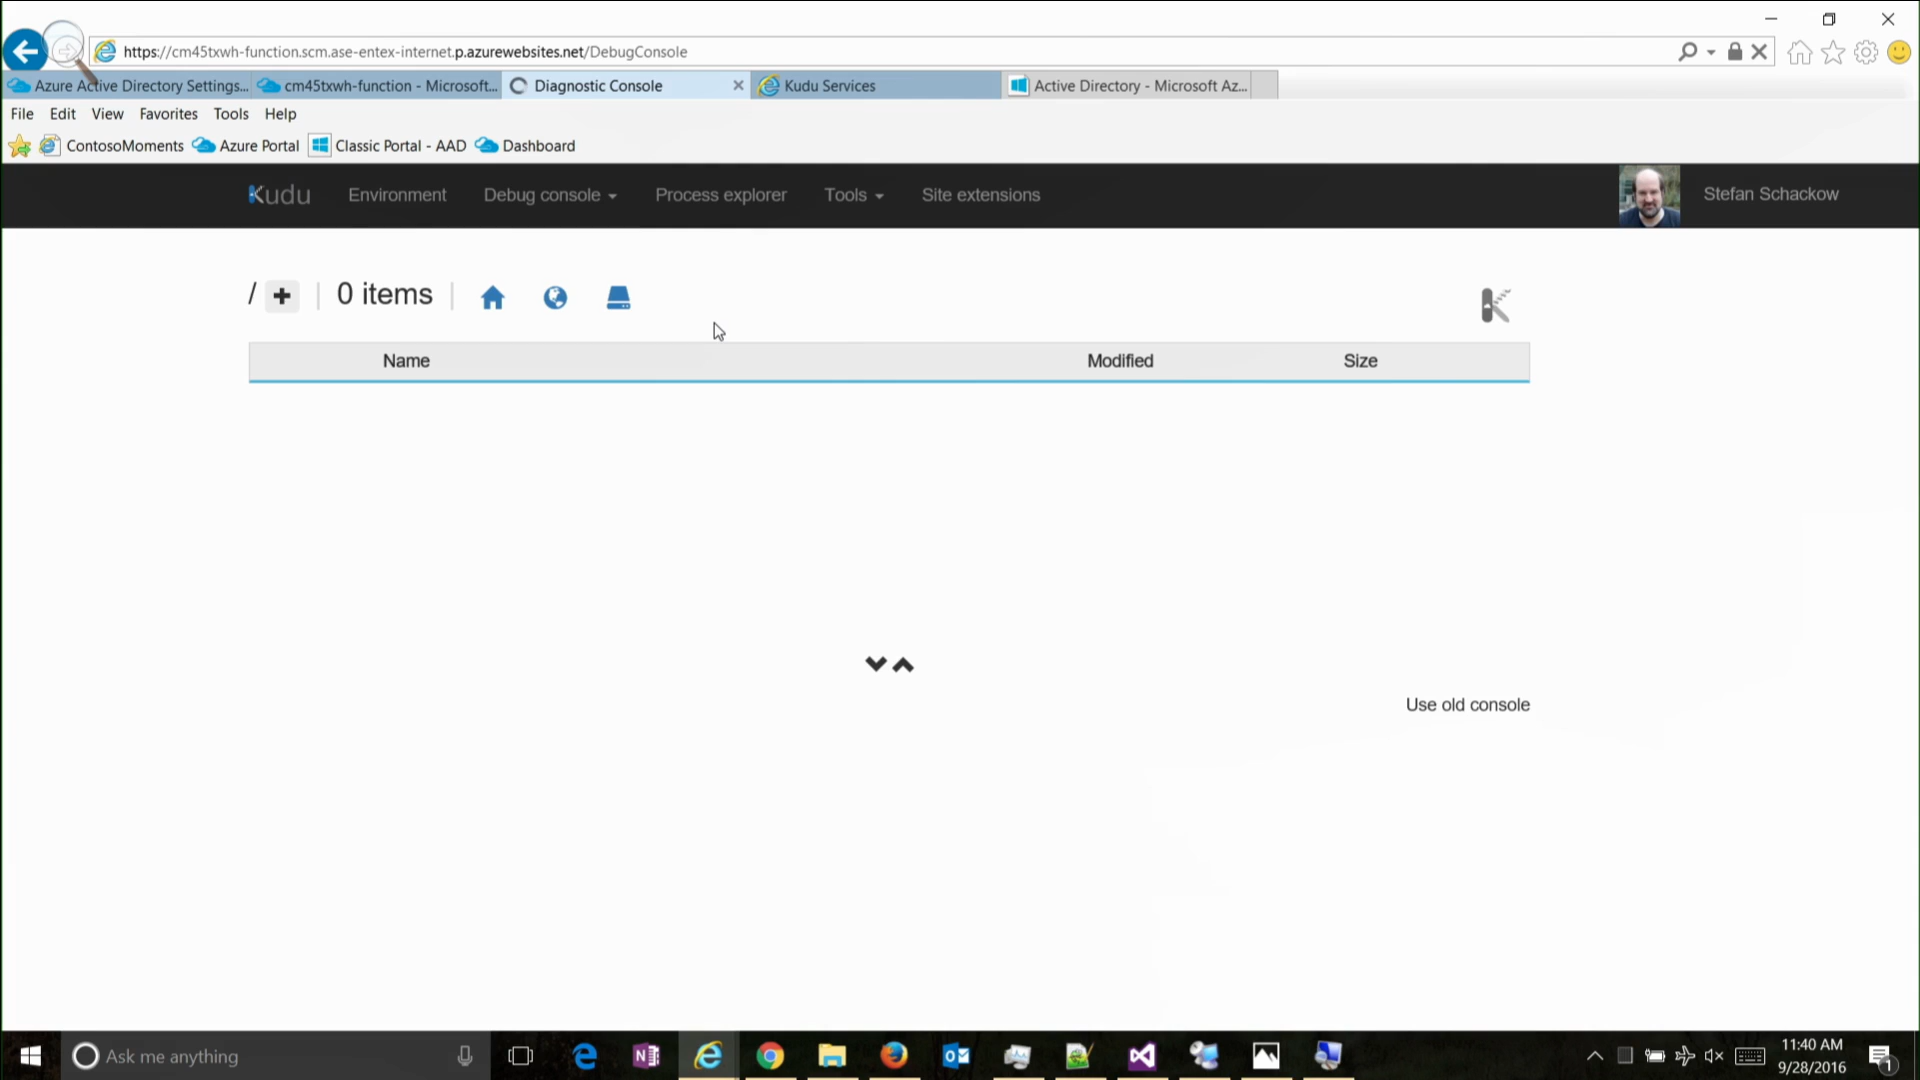 https://cm45txwh-function.scm.ase-entex-internet.p.azurewebsites.net/DebugConsole
Azure Active Directory Settings... cm45txwh-function - Microsoft... Diagnostic Console Kudu Services Active Directory - Microsoft Az...
File Edit View Favorites Tools Help
ContosoMoments Azure Portal Classic Portal - AAD Dashboard
Kudu Environment Debug console Process explorer Tools Site extensions Stefan Schackow
/ 0 items
Name Modified Size
Use old console
Ask me anything
11:40 AM
9/28/2016
1